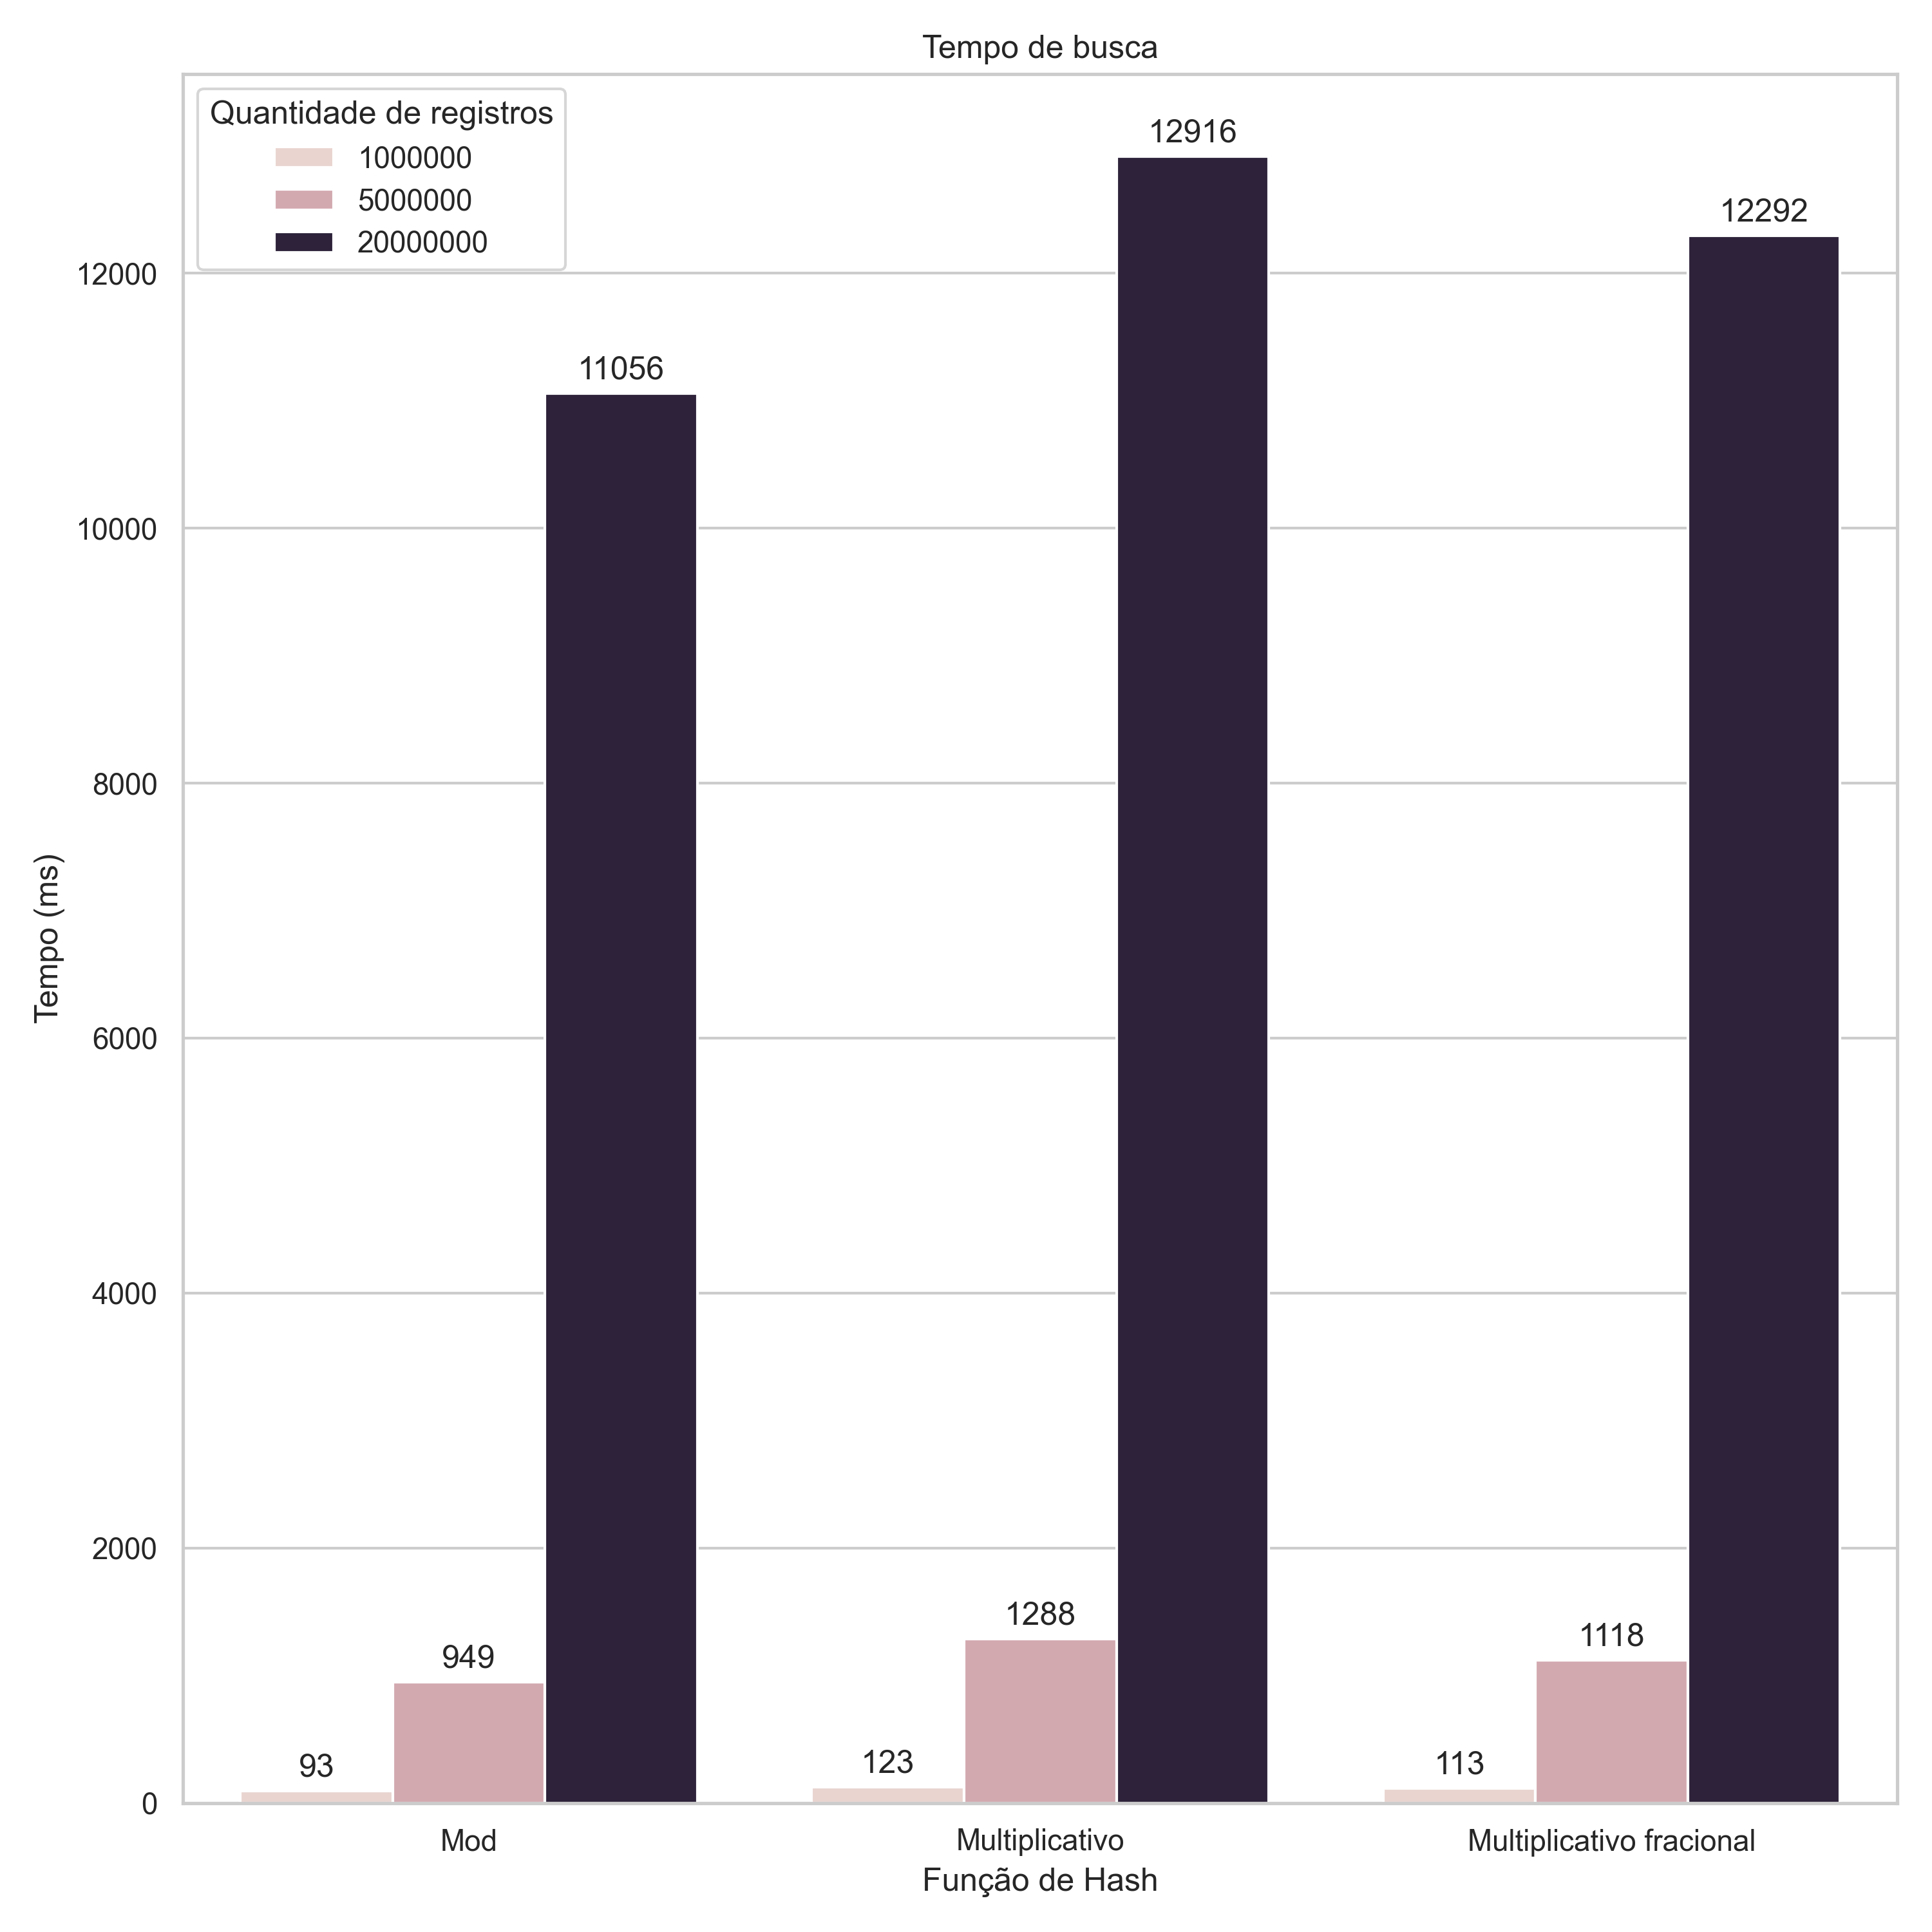 Tempo de busca
Quantidade de registros
1000000
5000000
20000000
12916
12292
12000
11056
10000
8000
Tempo (ms)
6000
4000
2000
1288
1118
949
93
123
113
0
Mod
Multiplicativo
Multiplicativo fracional
Função de Hash